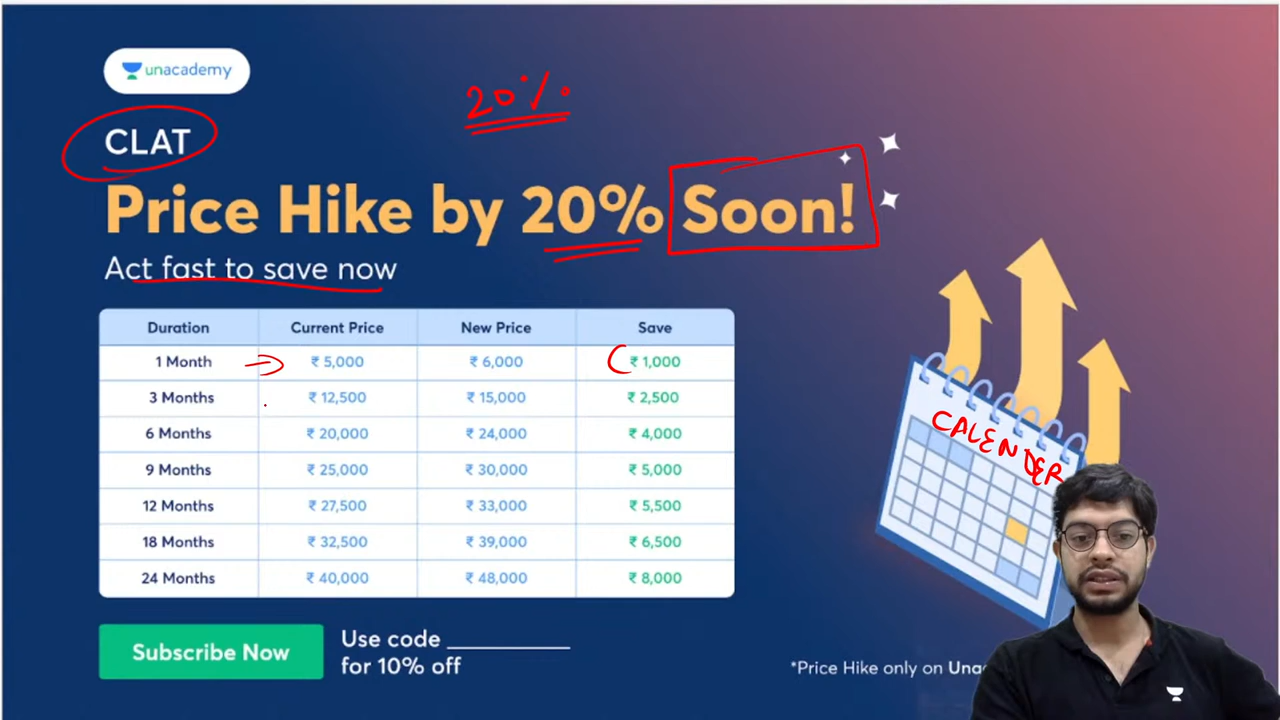 unacademy
20%
CLAT
Price Hike by 20% Soon!
Act fast to save now
Duration Current Price New Price Save
1 Month ₹ 5,000 ₹ 6,000 ₹ 1,000
3 Months ₹ 12,500 ₹ 15,000 ₹ 2,500
6 Months ₹ 20,000 ₹ 24,000 ₹ 4,000
9 Months ₹ 25,000 ₹ 30,000 ₹ 5,000
12 Months ₹ 27,500 ₹ 33,000 ₹ 5,500
18 Months ₹ 32,500 ₹ 39,000 ₹ 6,500
24 Months ₹ 40,000 ₹ 48,000 ₹ 8,000
CALENDER
Subscribe Now
Use code
for 10% off
*Price Hike only on